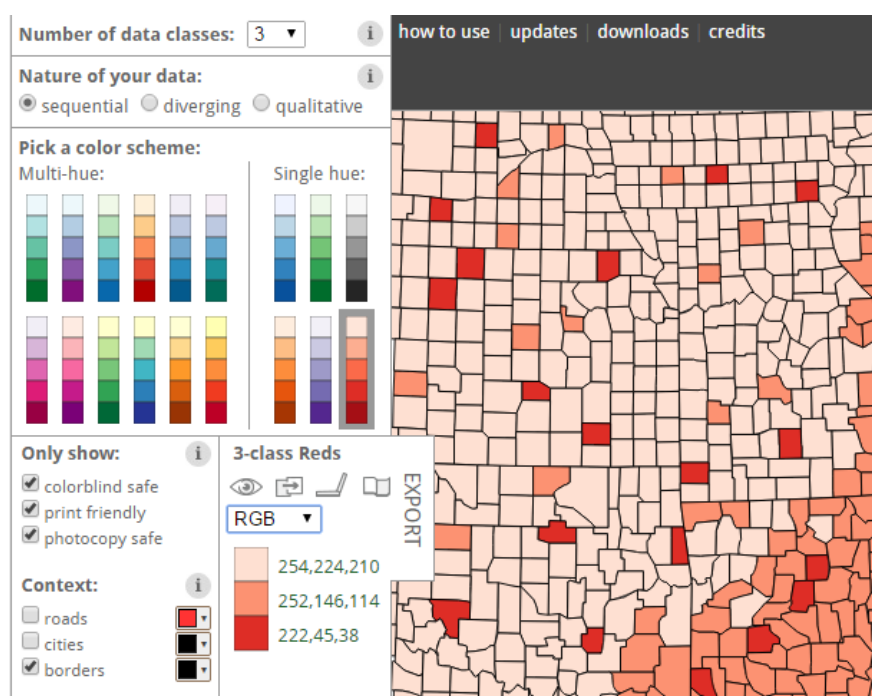 Number of data classes: 3 i
how to use updates downloads credits
Nature of your data: i
sequential diverging qualitative
Pick a color scheme:
Multi-hue: Single hue:
Only show: i
colorblind safe
print friendly
photocopy safe
Context: i
roads
cities
borders
3-class Reds
RGB
EXPORT
254,224,210
252,146,114
222,45,38